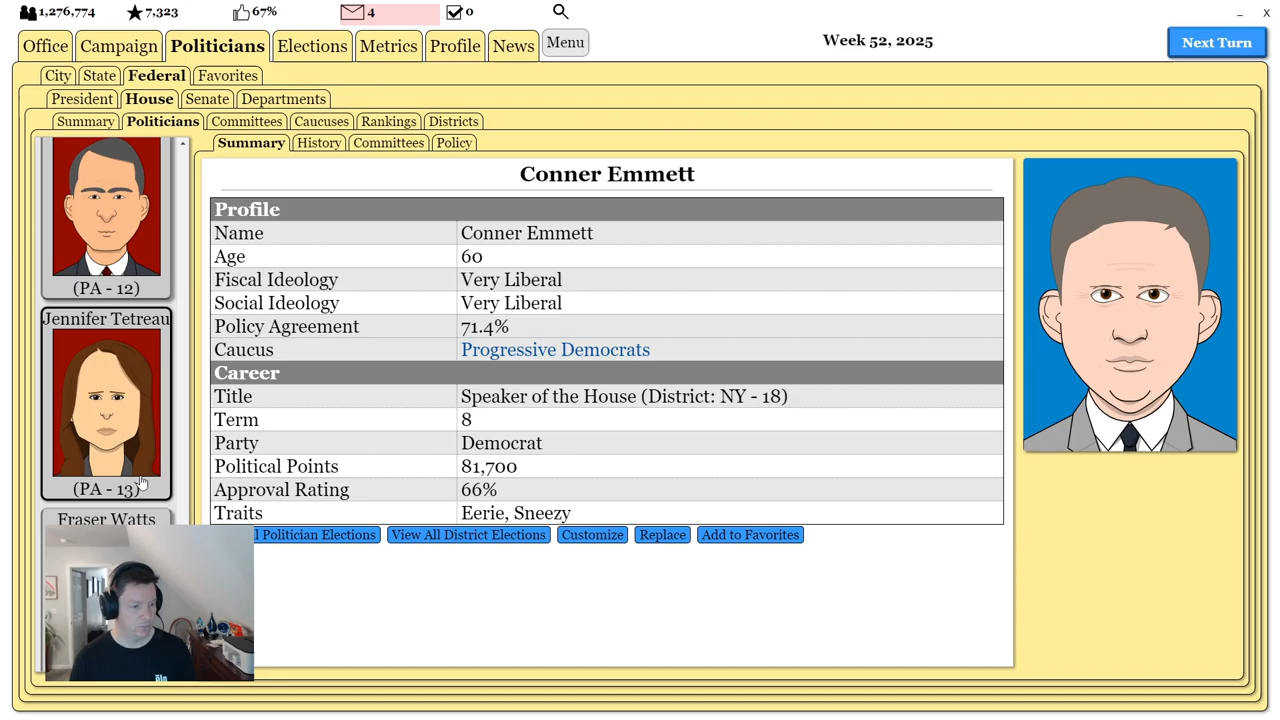 1,276,774
7,323
67%
4
0
_ X
Office
Campaign
Politicians
Elections
Metrics
Profile
News
Menu
Week 52, 2025
Next Turn
City
State
Federal
Favorites
President
House
Senate
Departments
Summary
Politicians
Committees
Caucuses
Rankings
Districts
Summary
History
Committees
Policy
(PA - 12)
Jennifer Tetreau
(PA - 13)
Fraser Watts
Conner Emmett
Profile
Name Conner Emmett
Age 60
Fiscal Ideology Very Liberal
Social Ideology Very Liberal
Policy Agreement 71.4%
Caucus Progressive Democrats
Career
Title Speaker of the House (District: NY - 18)
Term 8
Party Democrat
Political Points 81,700
Approval Rating 66%
Traits Eerie, Sneezy
l Politician Elections
View All District Elections
Customize
Replace
Add to Favorites